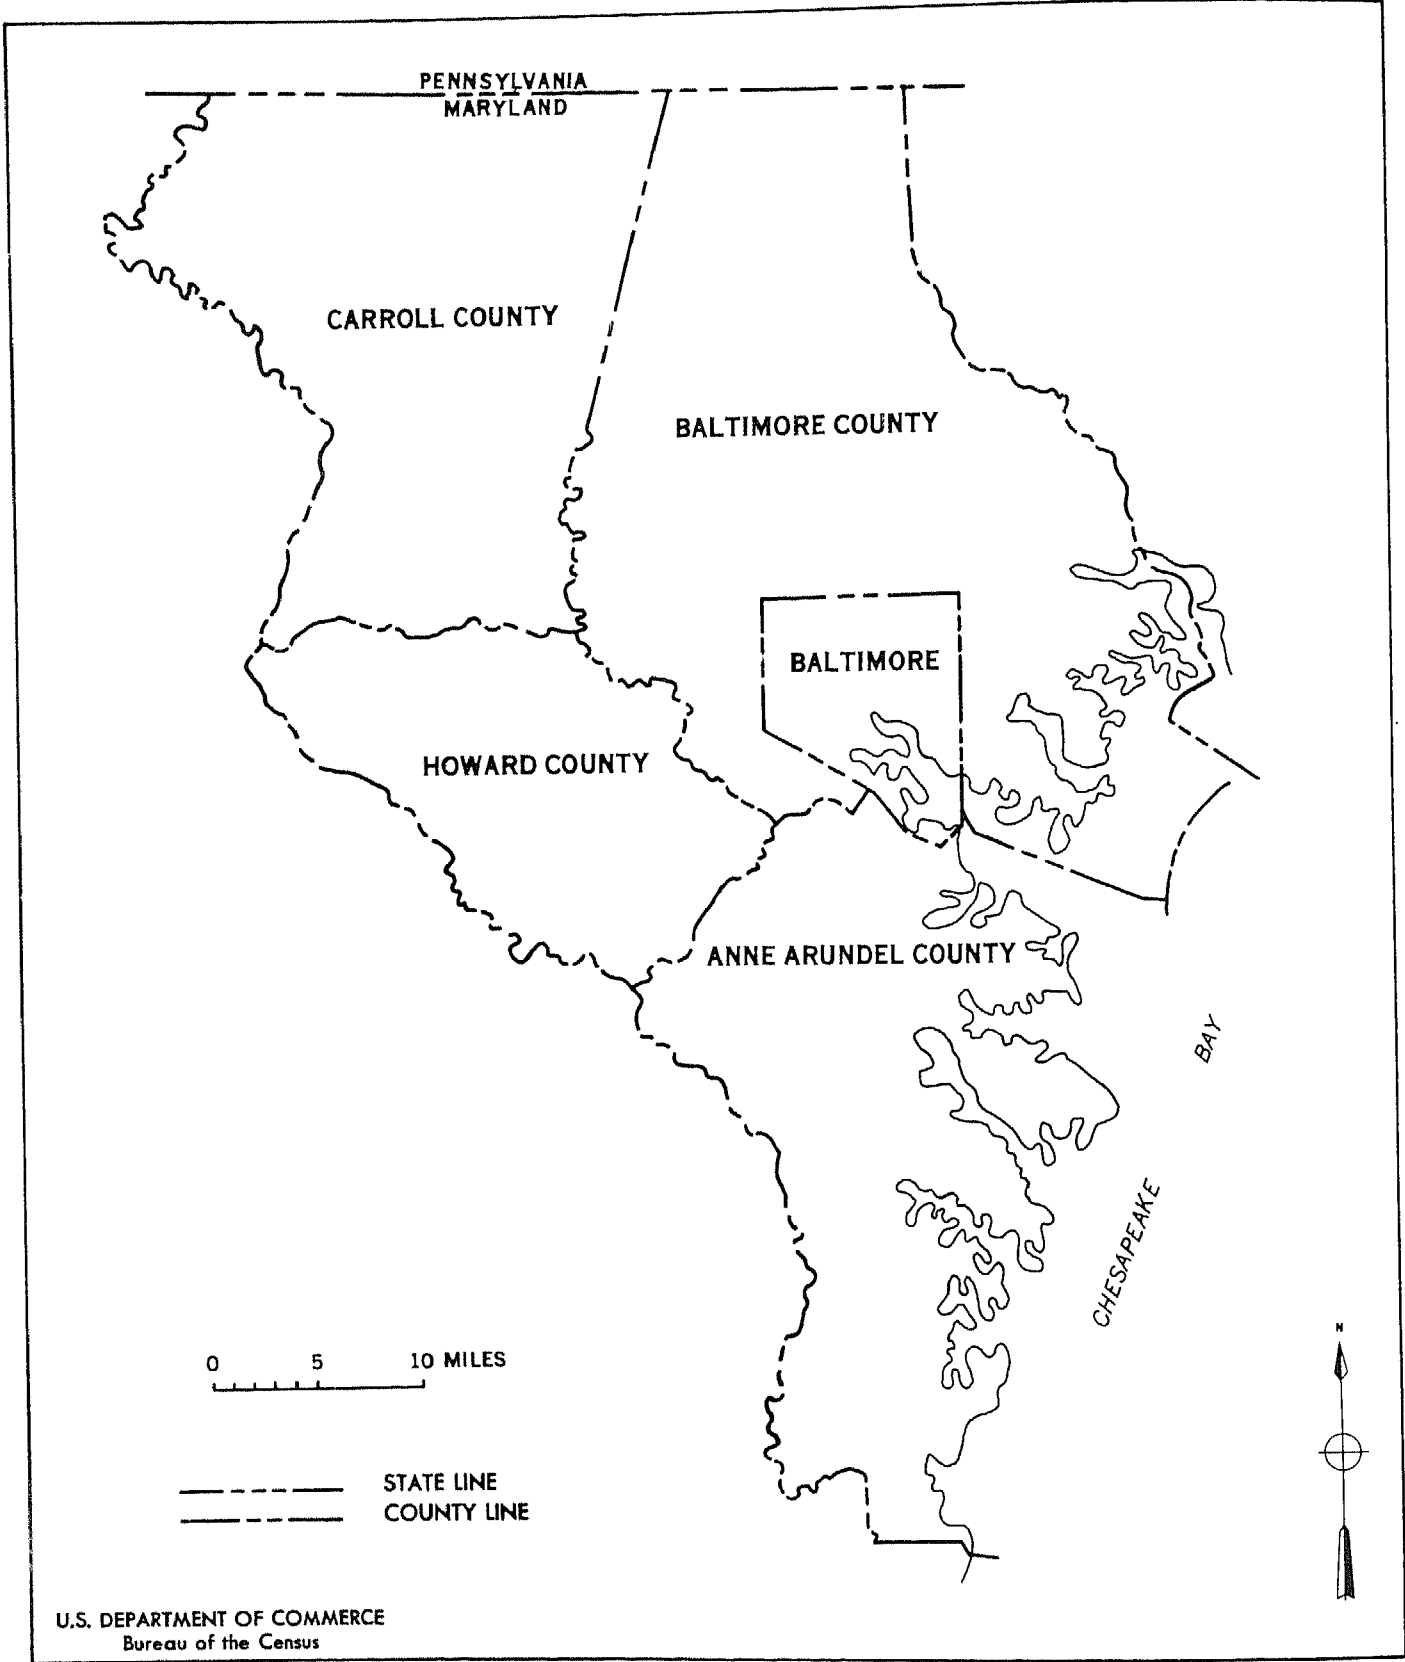 PENNSYLVANIA
MARYLAND
CARROLL COUNTY
BALTIMORE COUNTY
BALTIMORE
HOWARD COUNTY
ANNE ARUNDEL COUNTY
BAY
CHESAPEAKE
N
0 5 10 MILES
STATE LINE
COUNTY LINE
U.S. DEPARTMENT OF COMMERCE
Bureau of the Census